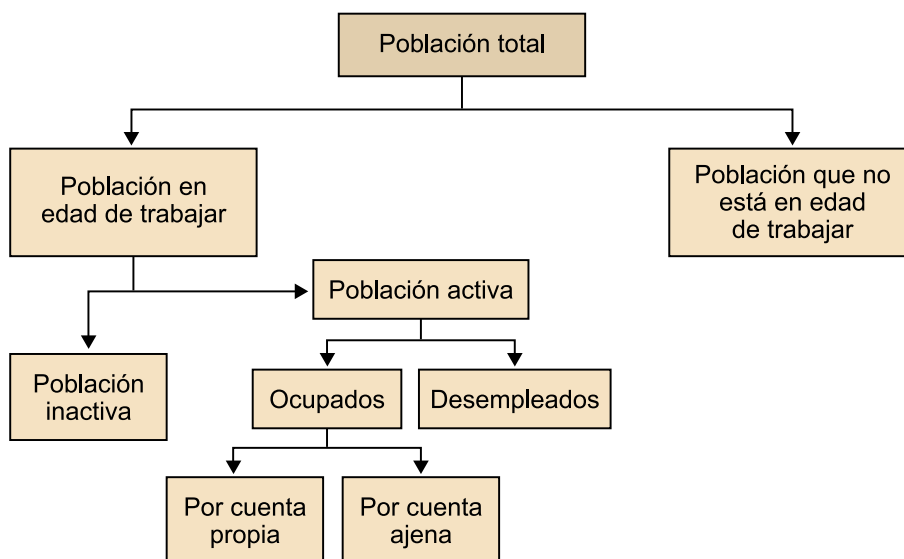 Población total
Población en
edad de trabajar
Población que no
está en edad
de trabajar
Población activa
Población
inactiva
Ocupados
Desempleados
Por cuenta
propia
Por cuenta
ajena